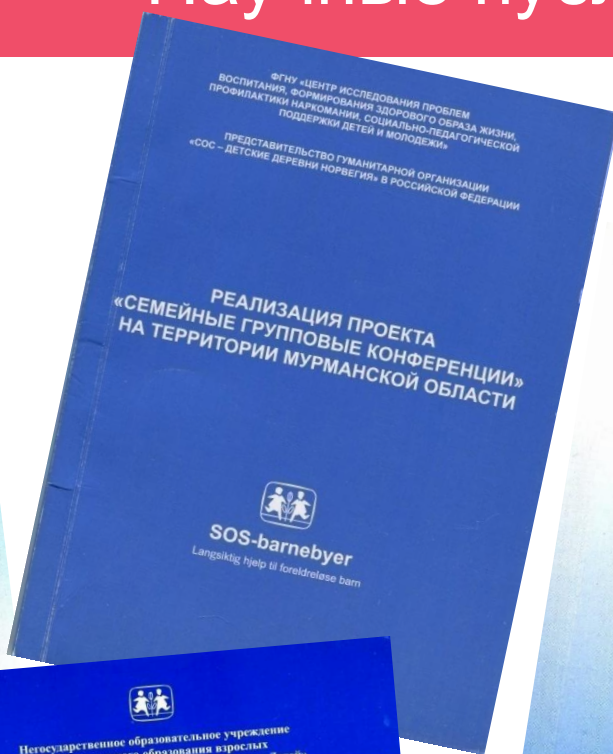 ФГНУ «ЦЕНТР ИССЛЕДОВАНИЯ ПРОБЛЕМ
ВОСПИТАНИЯ, ФОРМИРОВАНИЯ ЗДОРОВОГО ОБРАЗА ЖИЗНИ,
ПРОФИЛАКТИКИ НАРКОМАНИИ, СОЦИАЛЬНО-ПЕДАГОГИЧЕСКОЙ
ПОДДЕРЖКИ ДЕТЕЙ И МОЛОДЕЖИ»
ПРЕДСТАВИТЕЛЬСТВО ГУМАНИТАРНОЙ ОРГАНИЗАЦИИ
«СОС – ДЕТСКИЕ ДЕРЕВНИ НОРВЕГИЯ» В РОССИЙСКОЙ ФЕДЕРАЦИИ
РЕАЛИЗАЦИЯ ПРОЕКТА
«СЕМЕЙНЫЕ ГРУППОВЫЕ КОНФЕРЕНЦИИ»
НА ТЕРРИТОРИИ МУРМАНСКОЙ ОБЛАСТИ
SOS-barnebyer
Langsiktig hjelp til foreldreløse barn
Негосударственное образовательное учреждение
образования взрослых